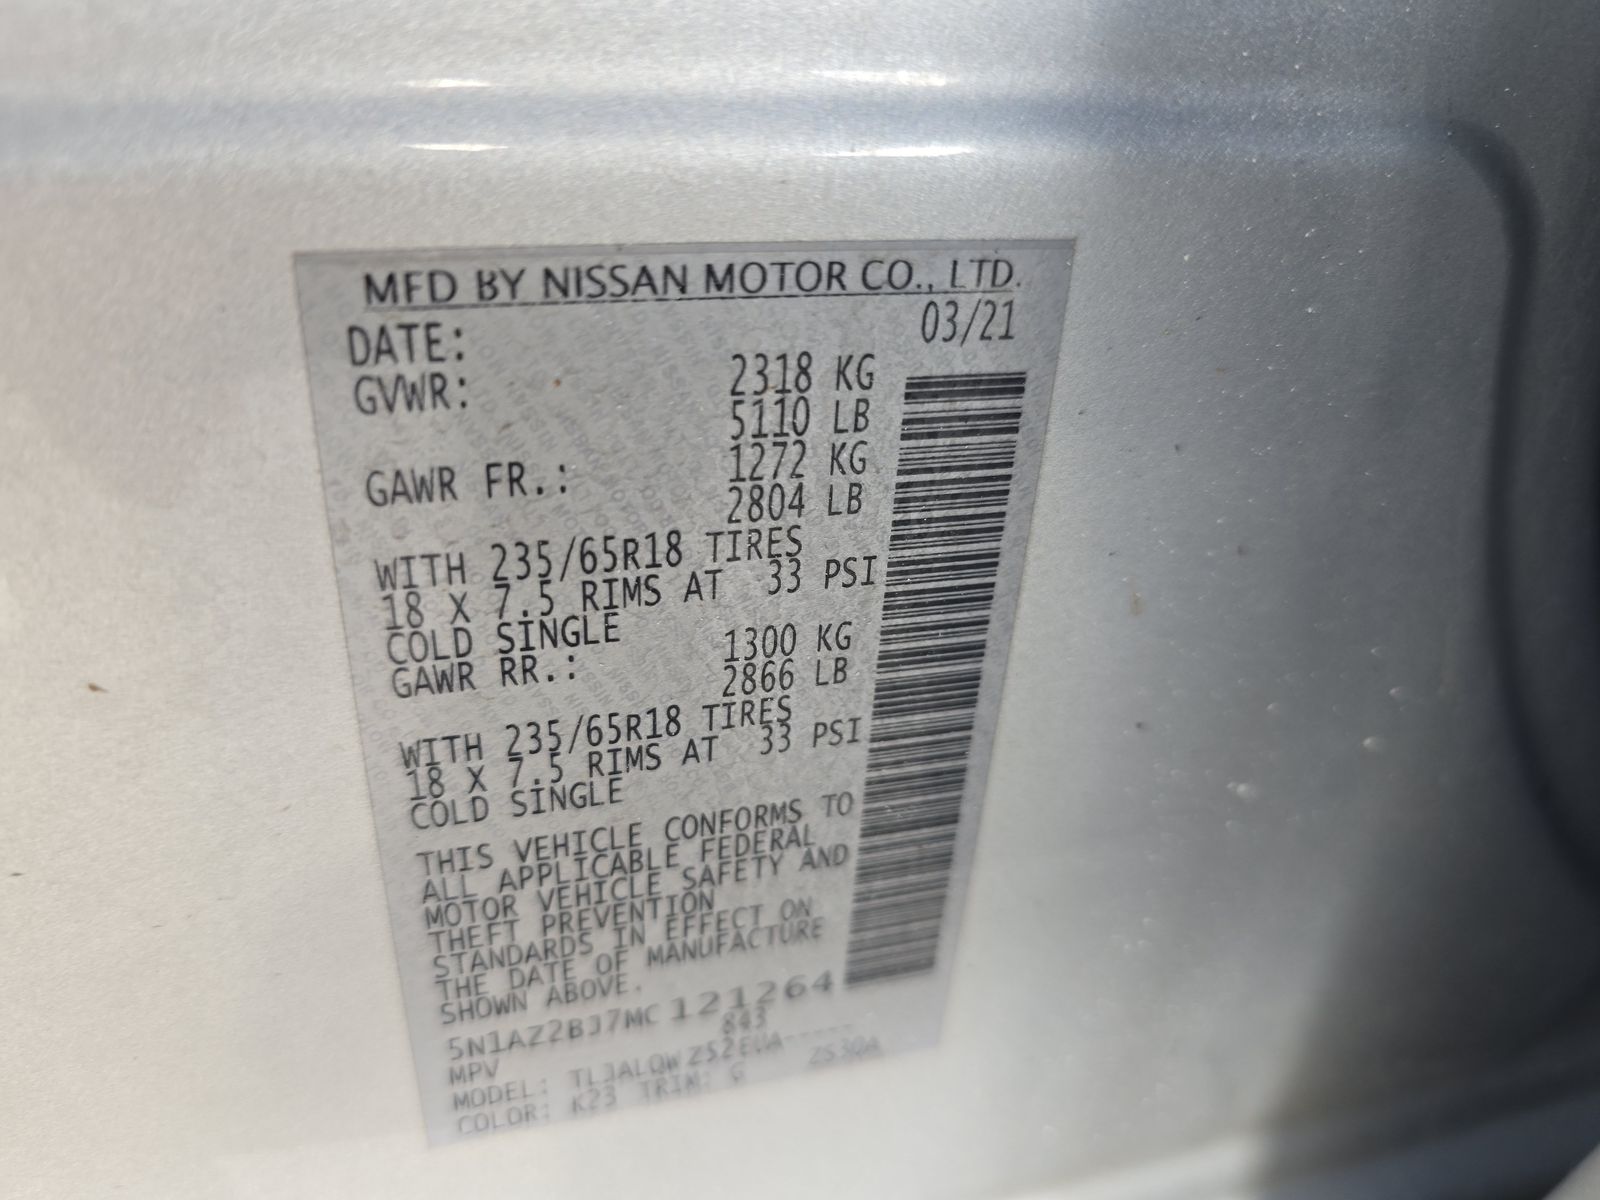 MFD BY NISSAN MOTOR CO., LTD.
DATE: 03/21
GVWR: 2318 KG
5110 LB
GAWR FR.: 1272 KG
2804 LB
WITH 235/65R18 TIRES
18 X 7.5 RIMS AT 33 PSI
COLD SINGLE
GAWR RR.: 1300 KG
2866 LB
WITH 235/65R18 TIRES
18 X 7.5 RIMS AT 33 PSI
COLD SINGLE
THIS VEHICLE CONFORMS TO
ALL APPLICABLE FEDERAL
MOTOR VEHICLE SAFETY AND
THEFT PREVENTION
STANDARDS IN EFFECT ON
THE DATE OF MANUFACTURE
SHOWN ABOVE.
5N1AZ2BJ7MC121264
MPV 843
MODEL:
COLOR: K23 TRIM: G